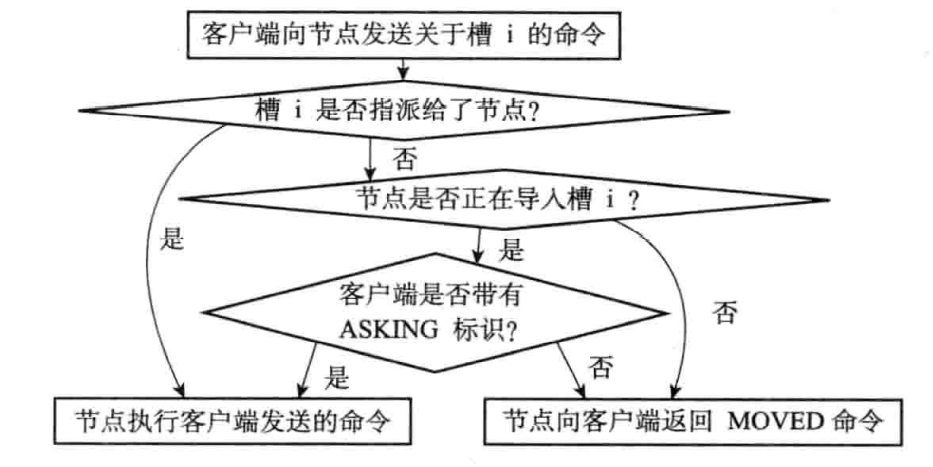 客户端向节点发送关于槽 i 的命令
槽 i 是否指派给了节点？
否
节点是否正在导入槽 i ？
是
是
客户端是否带有
ASKING 标识？
否
是
否
节点执行客户端发送的命令
节点向客户端返回 MOVED 命令